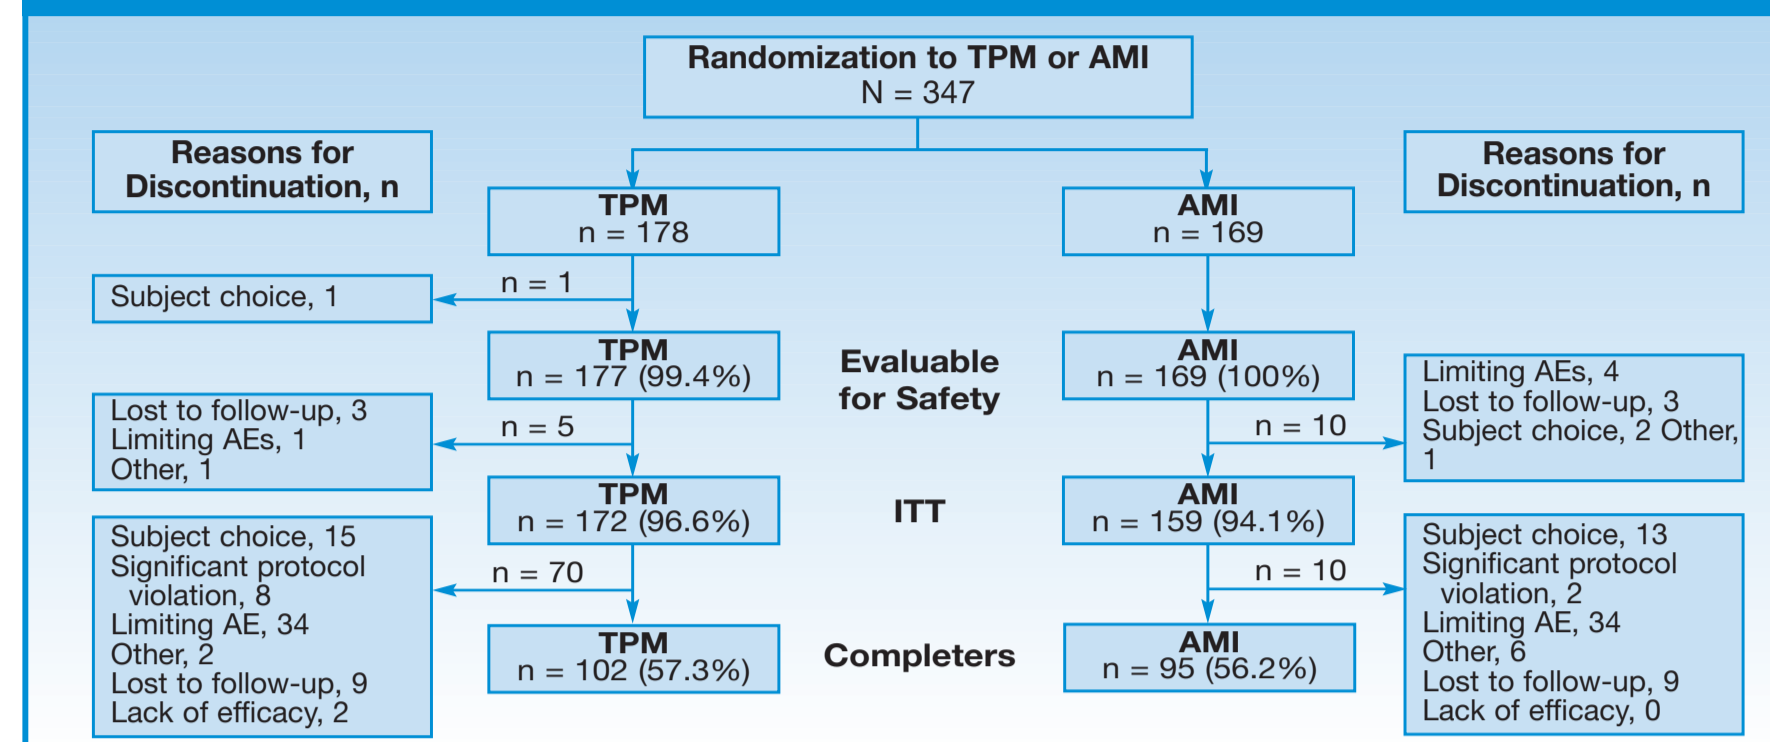 Randomization to TPM or AMI
N = 347
Reasons for
Discontinuation, n
Reasons for
Discontinuation, n
TPM
n = 178
AMI
n = 169
n = 1
Subject choice, 1
TPM
n = 177 (99.4%)
Evaluable
for Safety
AMI
n = 169 (100%)
n = 5
Lost to follow-up, 3
Limiting AEs, 1
Other, 1
n = 10
Limiting AEs, 4
Lost to follow-up, 3
Subject choice, 2 Other,
1
TPM
n = 172 (96.6%)
ITT
AMI
n = 159 (94.1%)
n = 70
Subject choice, 15
Significant protocol
violation, 8
Limiting AE, 34
Other, 2
Lost to follow-up, 9
Lack of efficacy, 2
n = 10
Subject choice, 13
Significant protocol
violation, 2
Limiting AE, 34
Other, 6
Lost to follow-up, 9
Lack of efficacy, 0
TPM
n = 102 (57.3%)
Completers
AMI
n = 95 (56.2%)